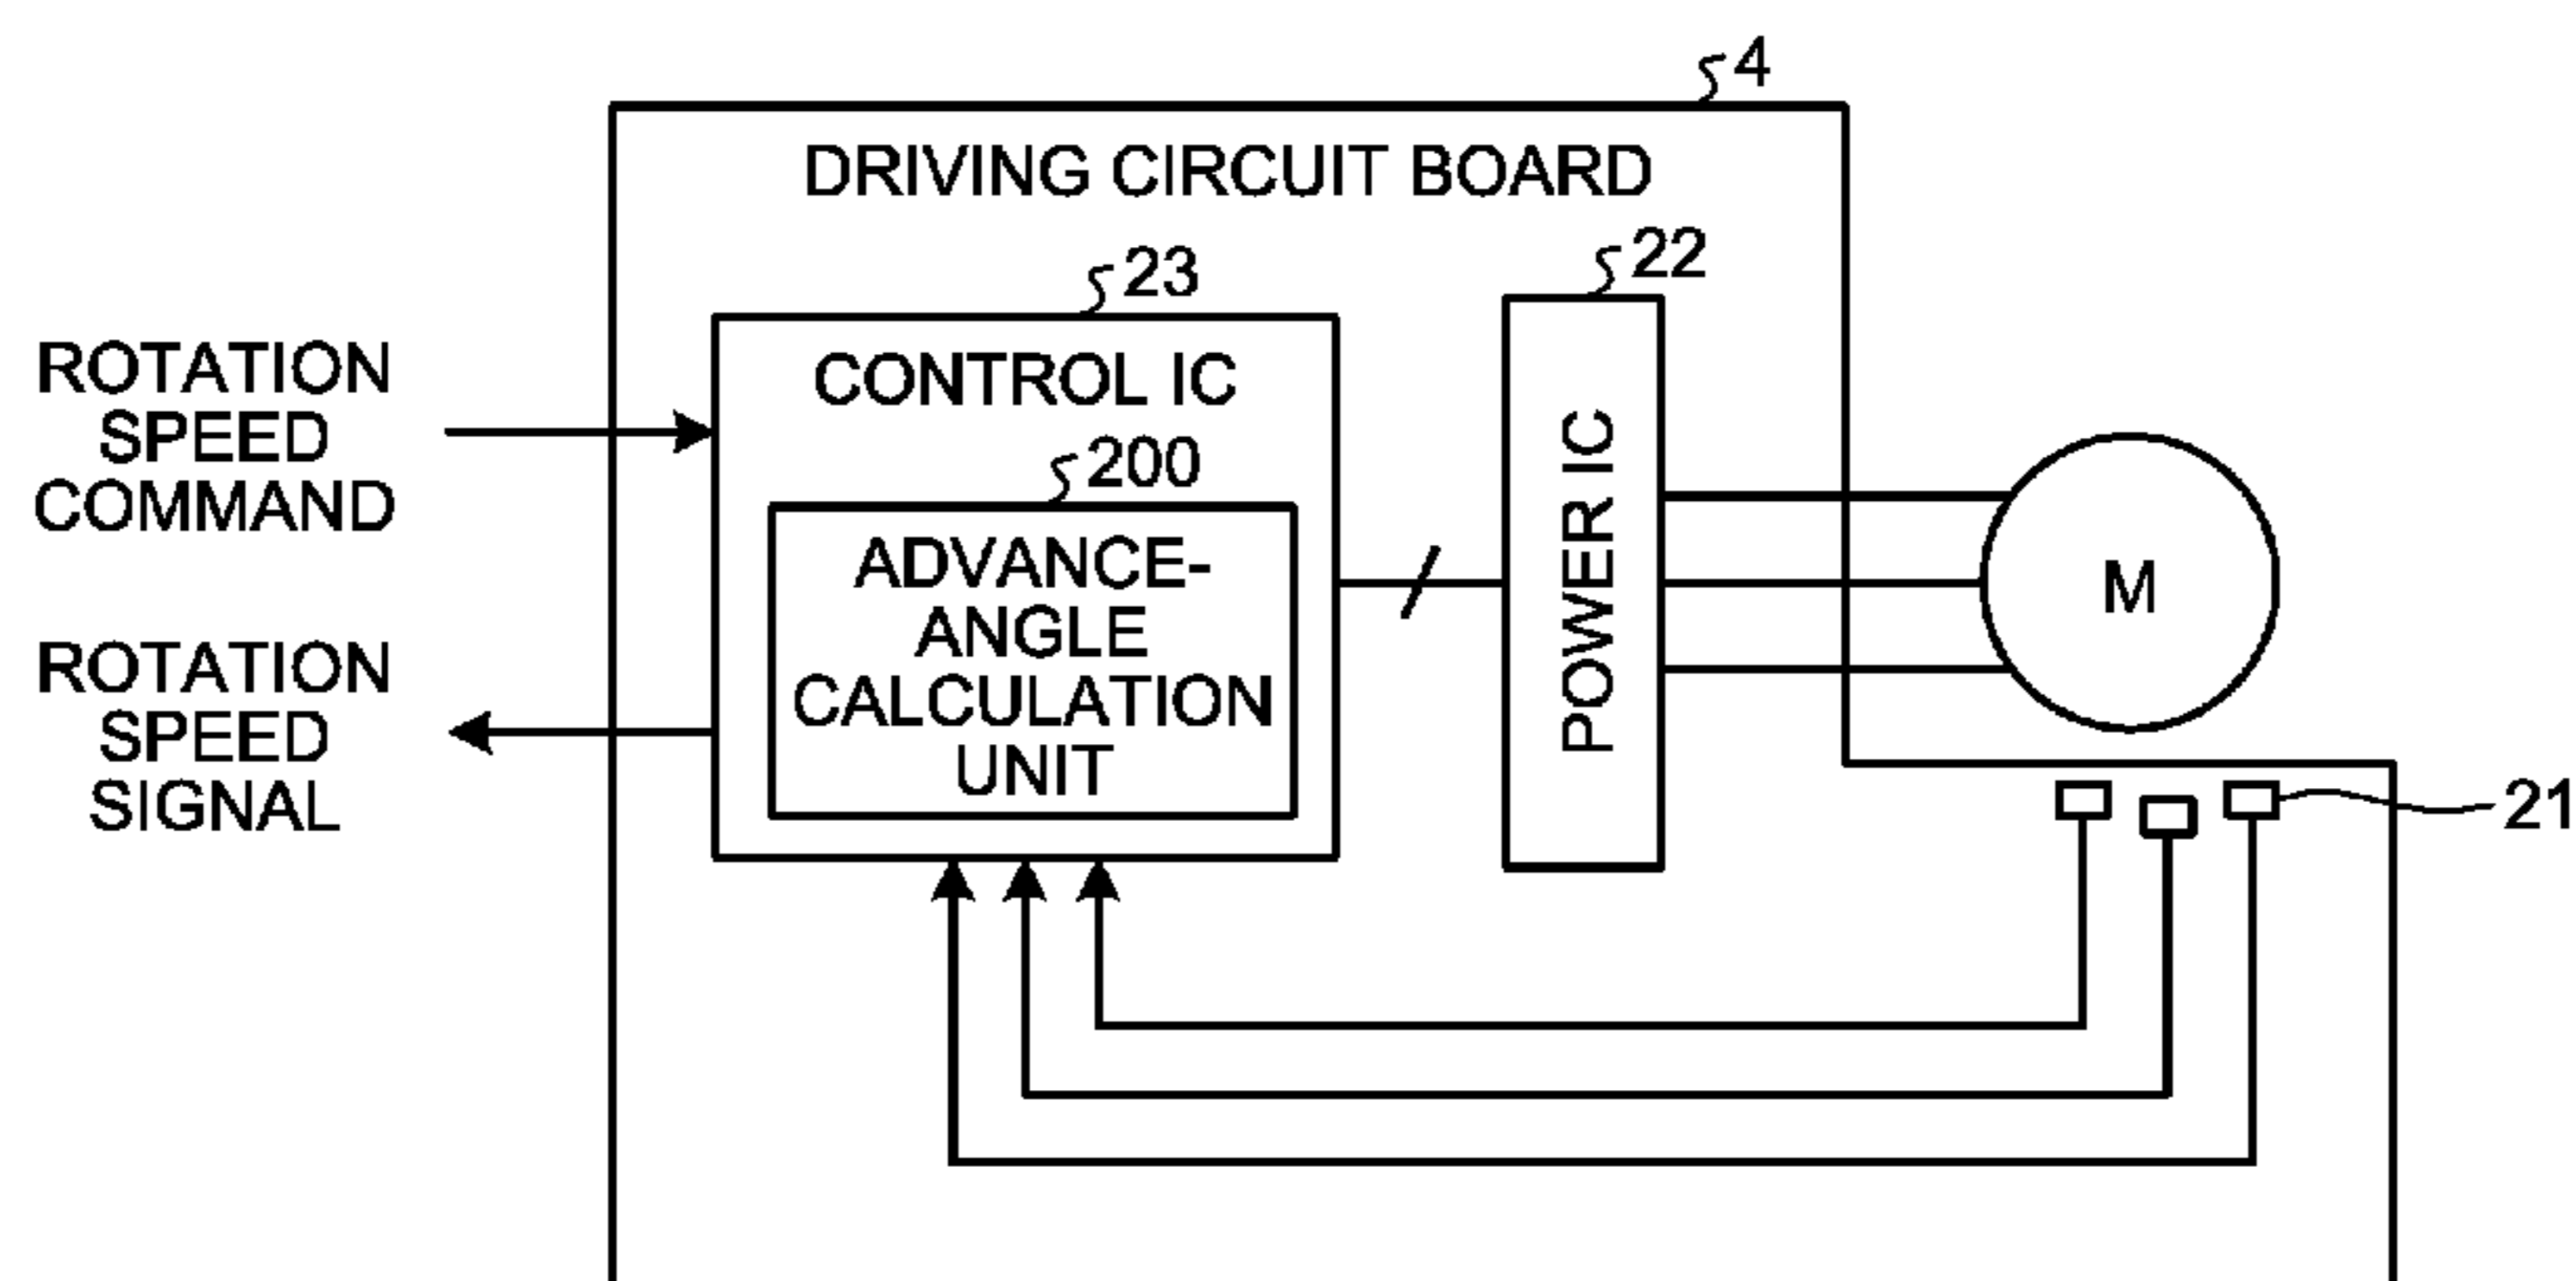 4
DRIVING CIRCUIT BOARD
23
22
ROTATION
SPEED
COMMAND
CONTROL IC
200
ADVANCE-
ANGLE
CALCULATION
UNIT
POWER IC
M
ROTATION
SPEED
SIGNAL
21